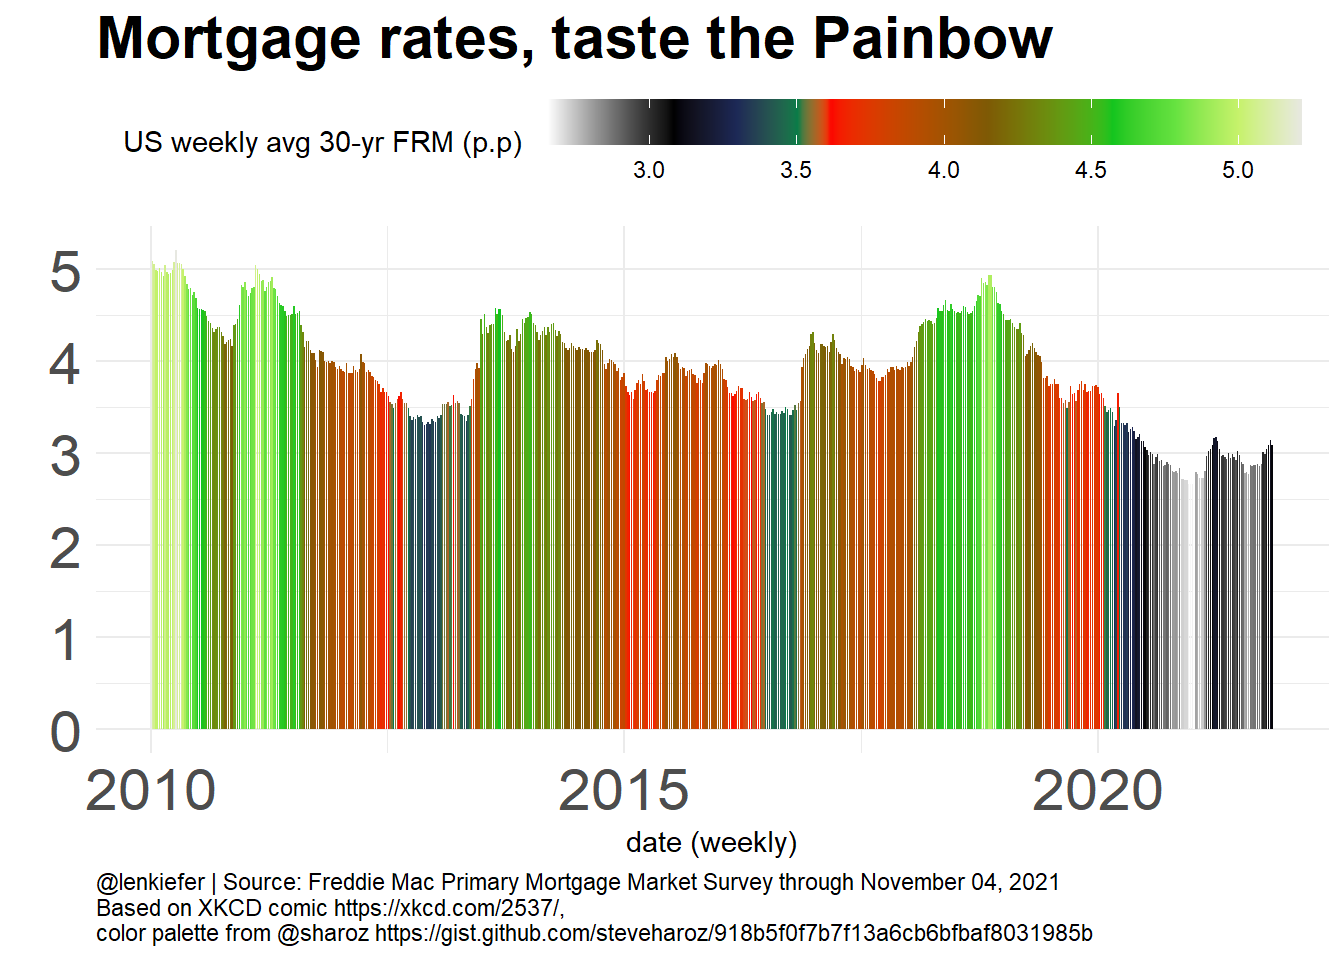 Mortgage rates, taste the Painbow
US weekly avg 30-yr FRM (p.p)
3.0 3.5 4.0 4.5 5.0
5
4
3
2
1
0
2010 2015 2020
date (weekly)
@lenkiefer | Source: Freddie Mac Primary Mortgage Market Survey through November 04, 2021
Based on XKCD comic https://xkcd.com/2537/,
color palette from @sharoz https://gist.github.com/steveharoz/918b5f0f7b7f13a6cb6bfbaf8031985b